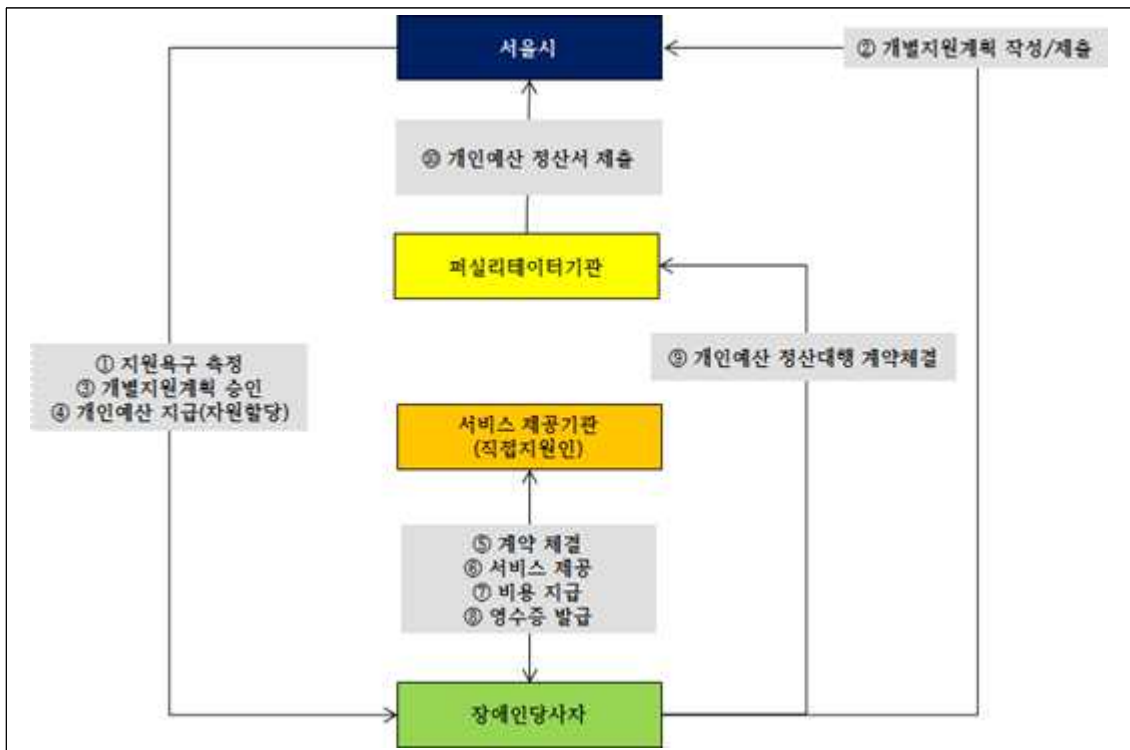 서울시
② 개별지원계획 작성/제출
⑩ 개인예산 정산서 제출
퍼실리테이터기관
① 지원욕구 측정
③ 개별지원계획 승인
④ 개인예산 지급(자원할당)
⑨ 개인예산 정산대행 계약체결
서비스 제공기관
(직접지원인)
⑤ 계약 체결
⑥ 서비스 제공
⑦ 비용 지급
⑧ 영수증 발급
장애인당사자